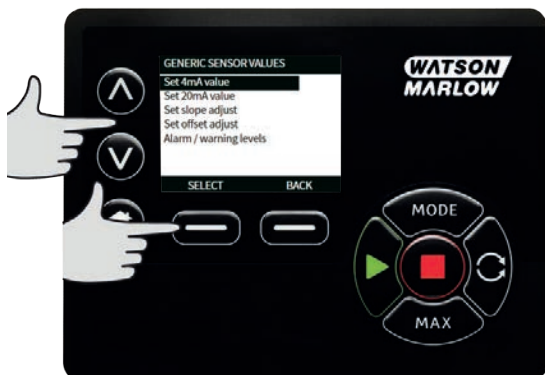 GENERIC SENSOR VALUES
Set 4mA value
Set 20mA value
Set slope adjust
Set offset adjust
Alarm / warning levels
SELECT BACK
WATSON
MARLOW
MODE
MAX